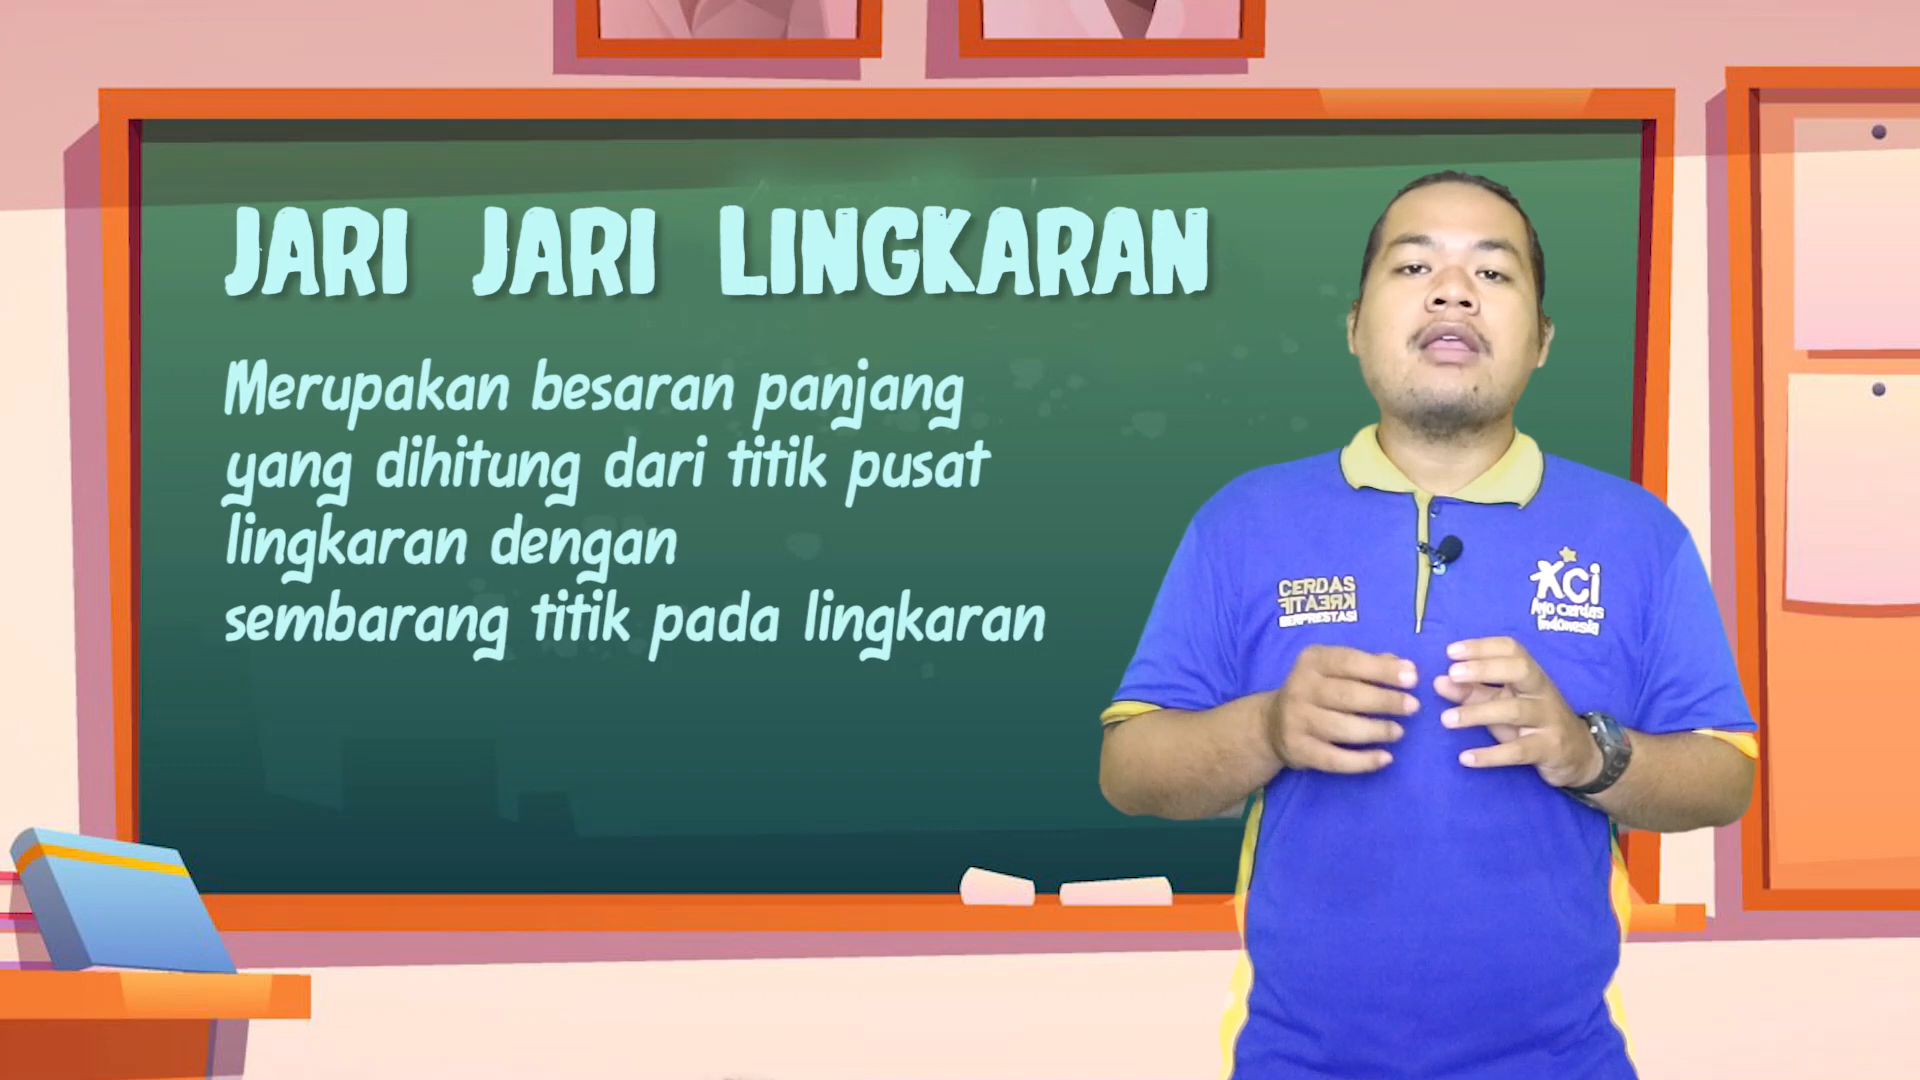 JARI JARI LINGKARAN
Merupakan besaran panjang
yang dihitung dari titik pusat
lingkaran dengan
sembarang titik pada lingkaran
CERDAS
KREATIF
BERPRESTASI
ACI
Ayo Cerdas
Indonesia